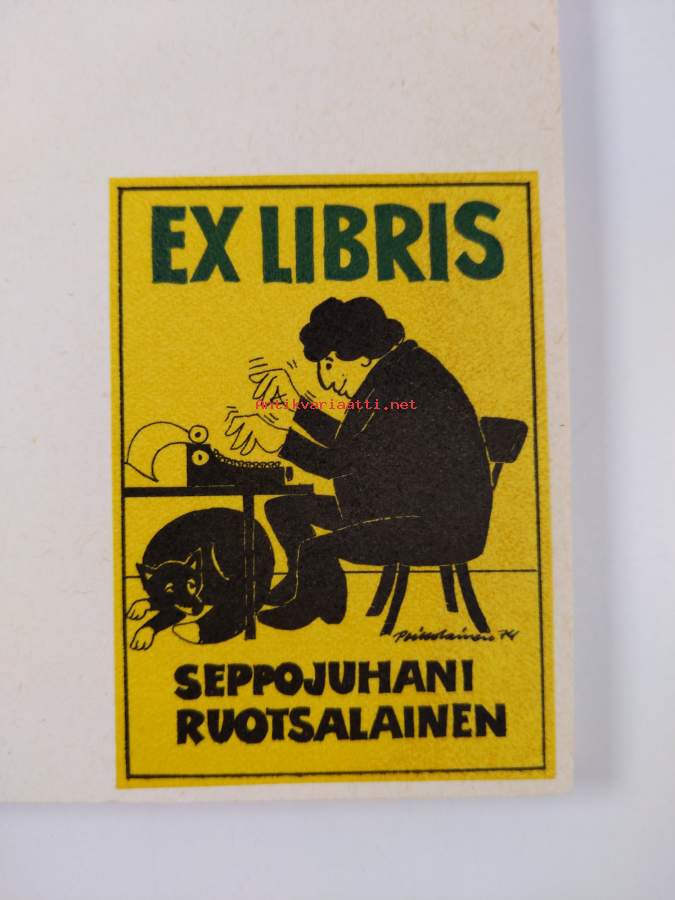 EX LIBRIS
Antikvariaatti.net
SEPPOJUHANI
RUOTSALAINEN